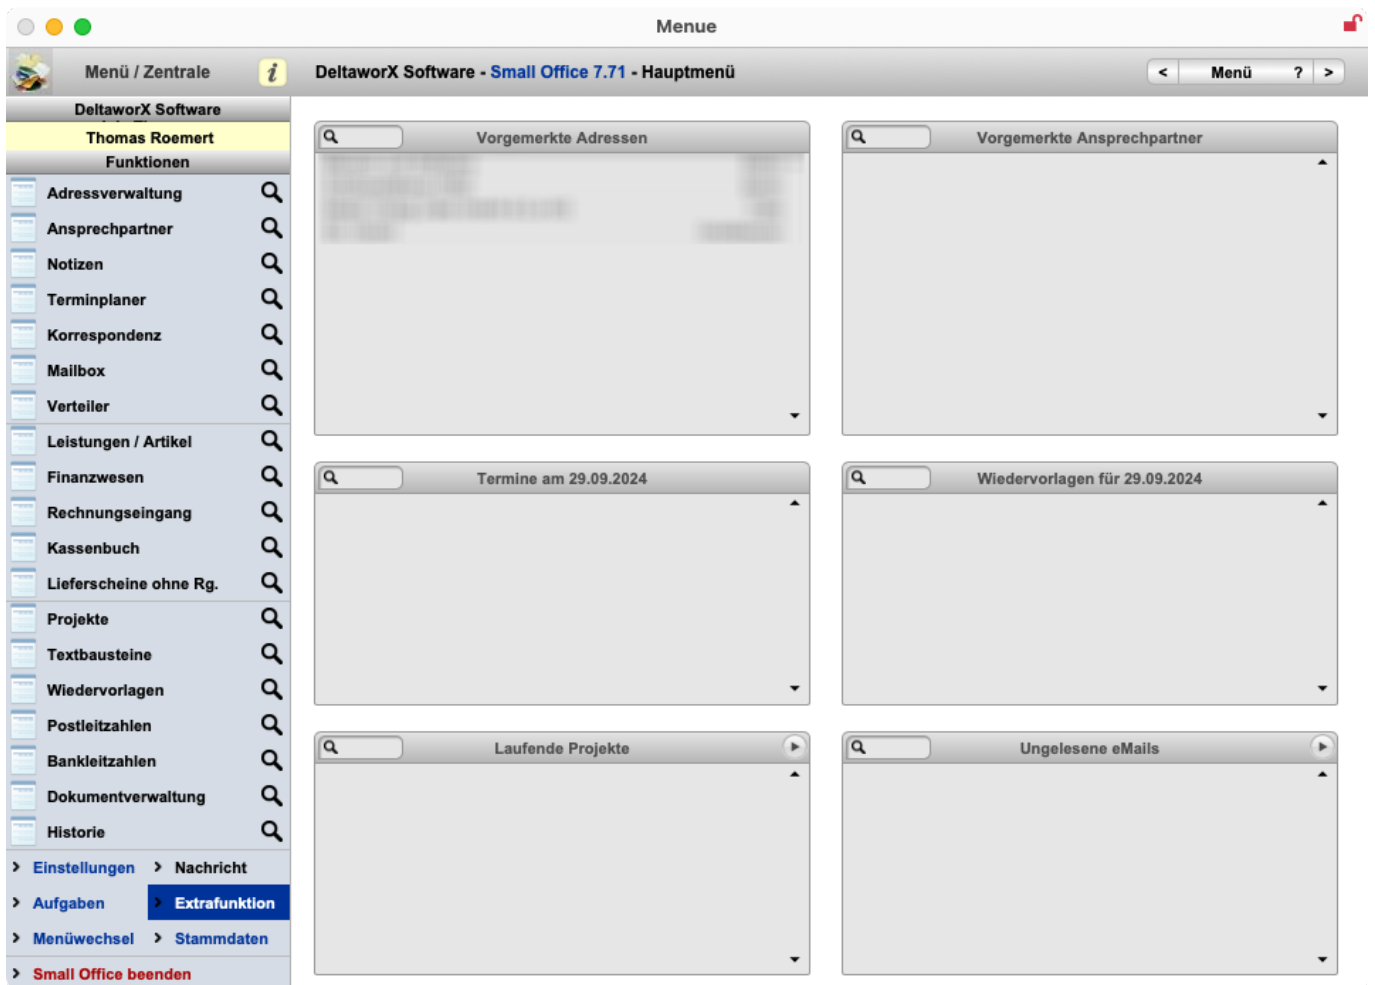 Menue
Menü / Zentrale
i
DeltaworX Software - Small Office 7.71 - Hauptmenü
< Menü ? >
DeltaworX Software
Thomas Roemert
Funktionen
Adressverwaltung
Ansprechpartner
Notizen
Terminplaner
Korrespondenz
Mailbox
Verteiler
Leistungen / Artikel
Finanzwesen
Rechnungseingang
Kassenbuch
Lieferscheine ohne Rg.
Projekte
Textbausteine
Wiedervorlagen
Postleitzahlen
Bankleitzahlen
Dokumentverwaltung
Historie
> Einstellungen > Nachricht
> Aufgaben > Extrafunktion
> Menüwechsel > Stammdaten
> Small Office beenden
Vorgemerkte Adressen
Vorgemerkte Ansprechpartner
Termine am 29.09.2024
Wiedervorlagen für 29.09.2024
Laufende Projekte
Ungelesene eMails